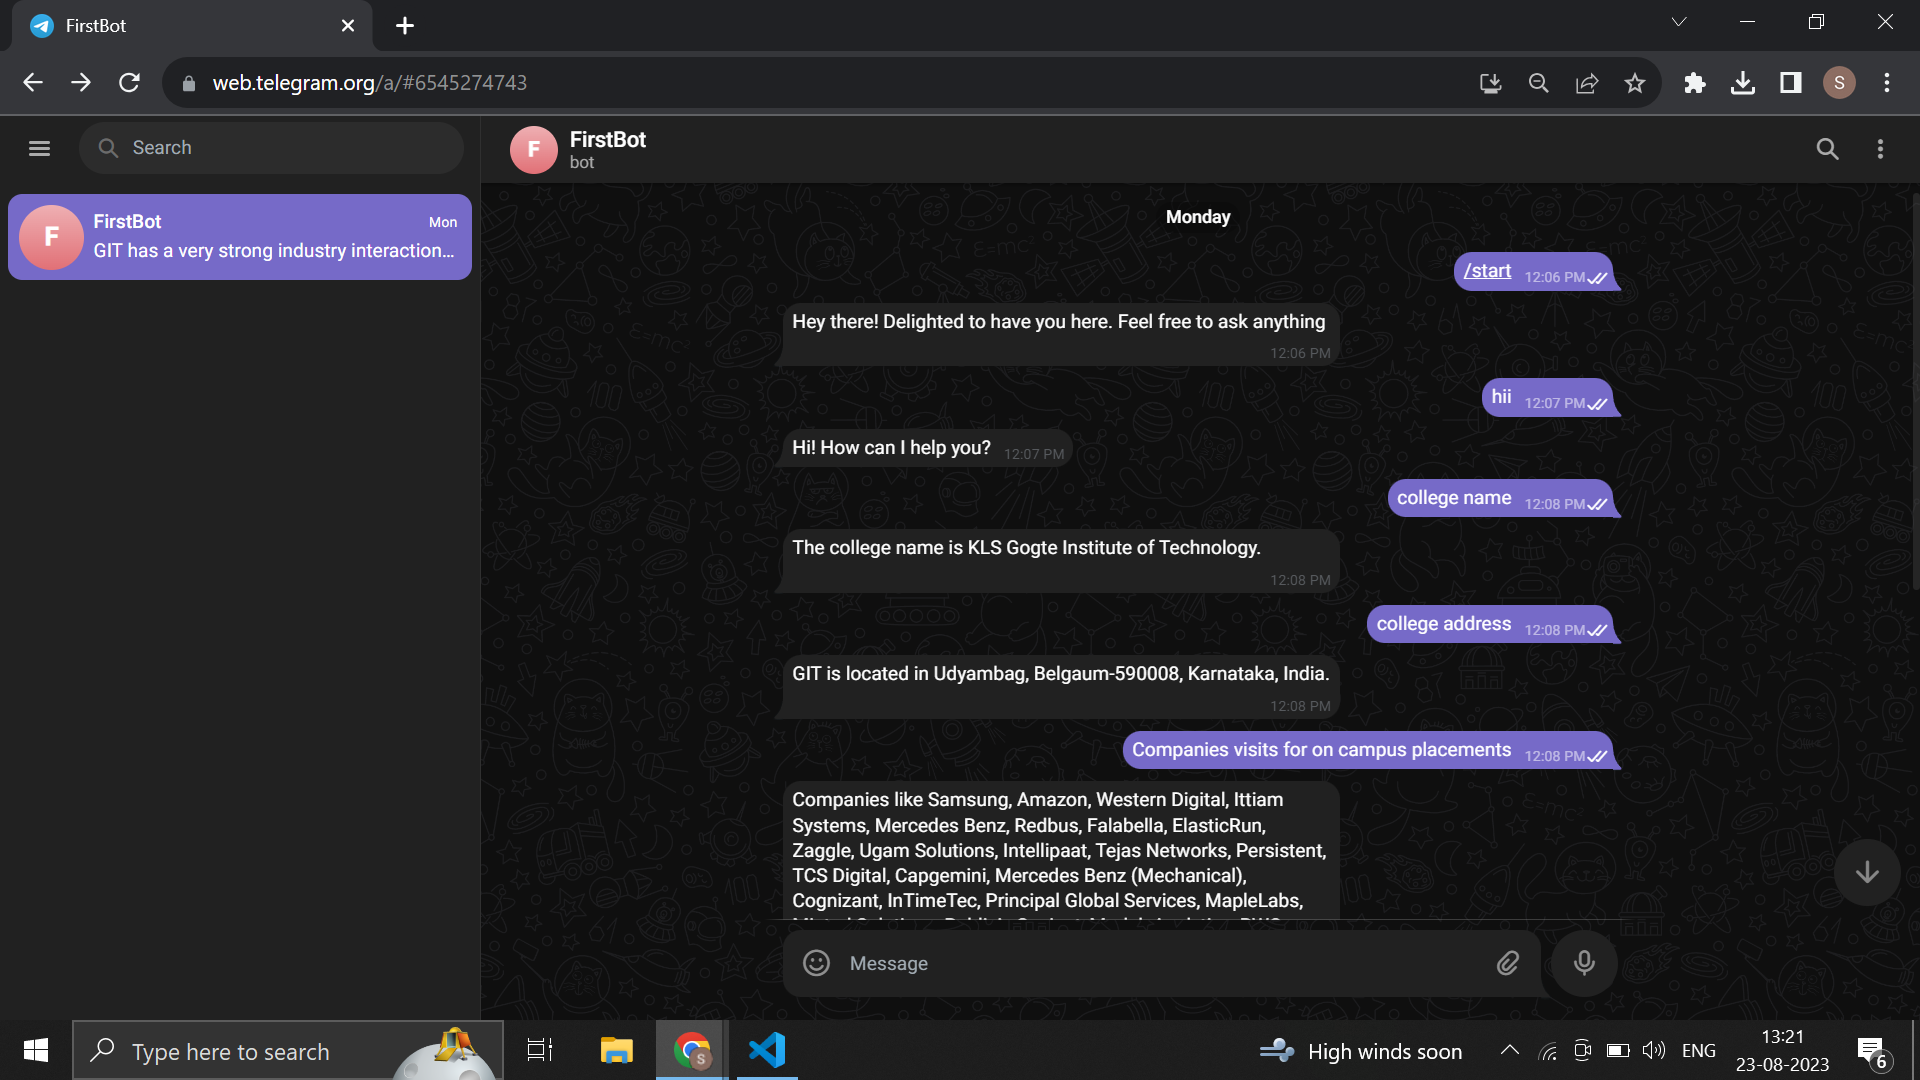 FirstBot
web.telegram.org/a/#6545274743
S
Search
F
FirstBot
bot
F
FirstBot
Mon
GIT has a very strong industry interaction...
Monday
/start 12:06 PM
Hey there! Delighted to have you here. Feel free to ask anything
12:06 PM
hii 12:07 PM
Hi! How can I help you? 12:07 PM
college name 12:08 PM
The college name is KLS Gogte Institute of Technology.
12:08 PM
college address 12:08 PM
GIT is located in Udyambag, Belgaum-590008, Karnataka, India.
12:08 PM
Companies visits for on campus placements 12:08 PM
Companies like Samsung, Amazon, Western Digital, Ittiam
Systems, Mercedes Benz, Redbus, Falabella, ElasticRun,
Zaggle, Ugam Solutions, Intellipaat, Tejas Networks, Persistent,
TCS Digital, Capgemini, Mercedes Benz (Mechanical),
Cognizant, InTimeTec, Principal Global Services, MapleLabs,
Message
Type here to search
S
High winds soon
ENG
13:21
23-08-2023
6